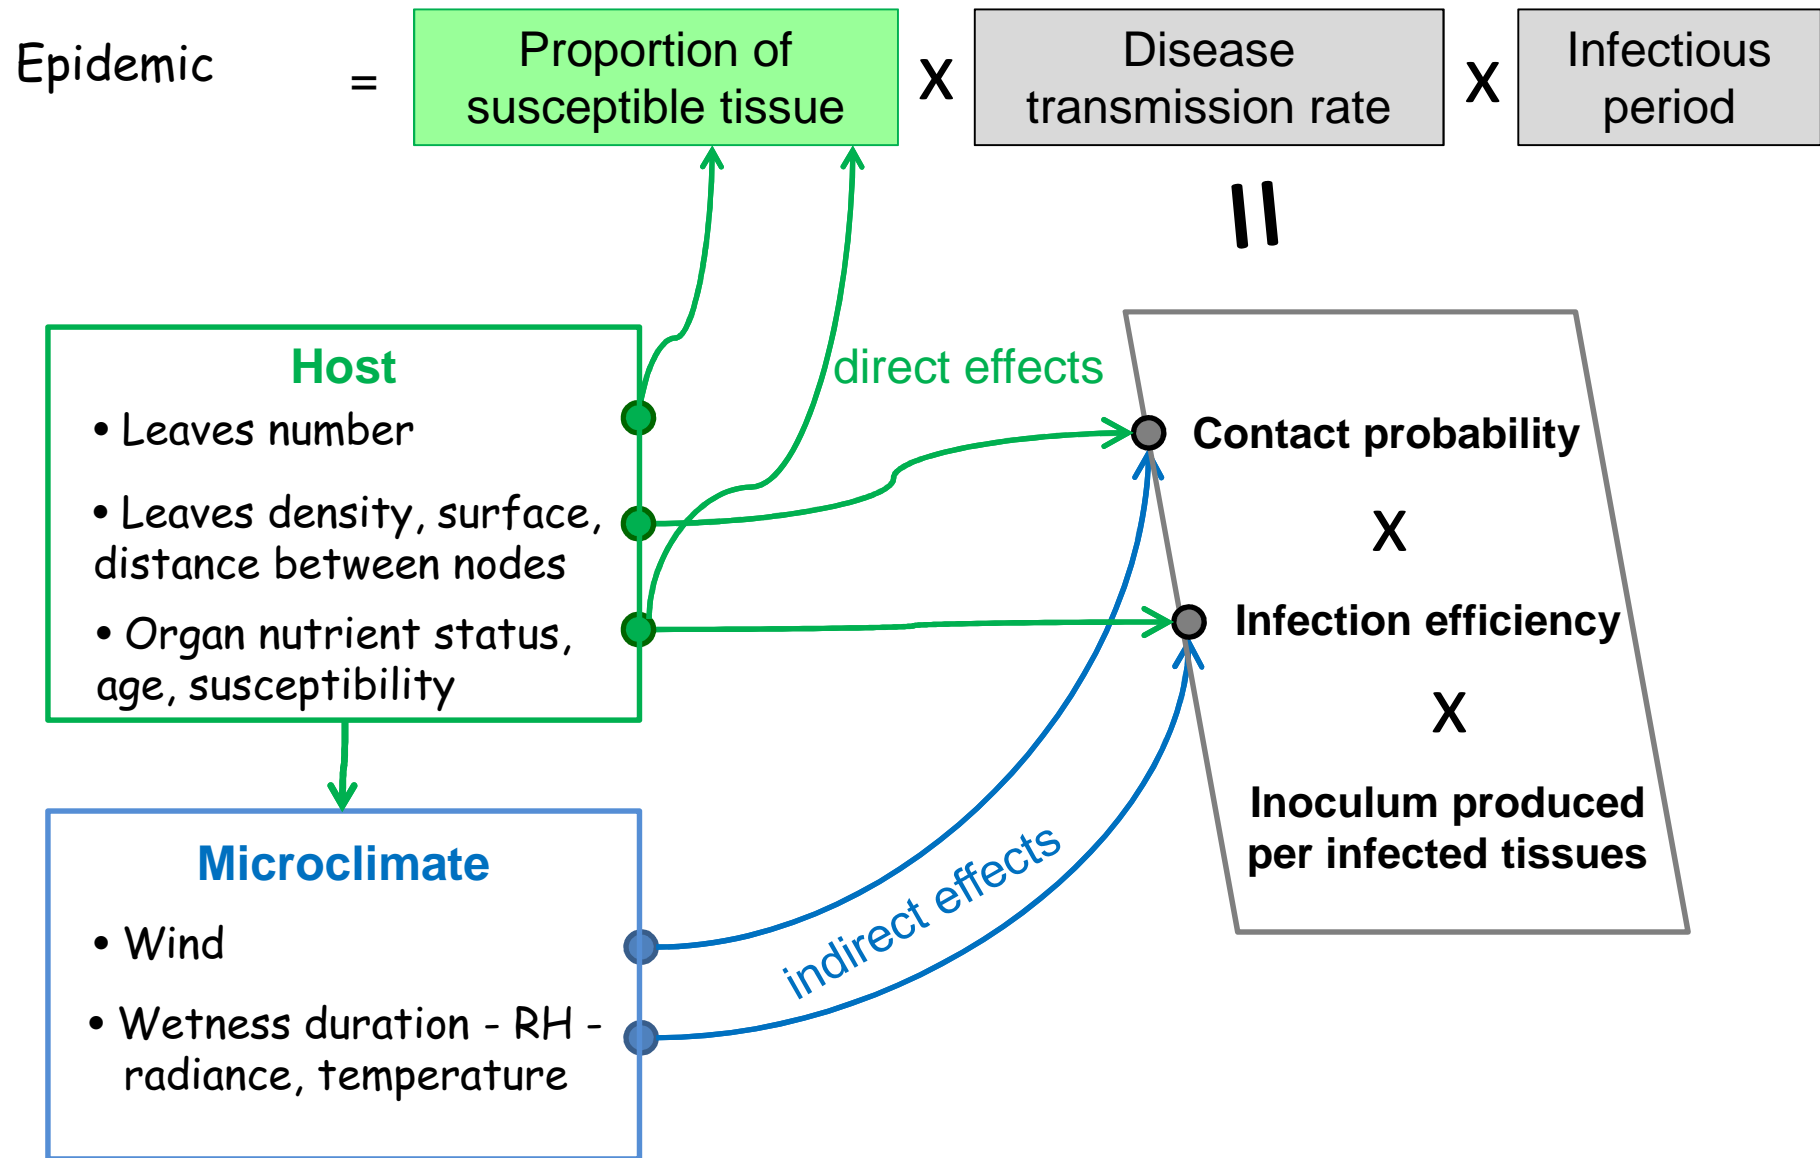 Epidemic
=
Proportion of
susceptible tissue
X
Disease
transmission rate
X
Infectious
period
=
Host
• Leaves number
• Leaves density, surface,
distance between nodes
• Organ nutrient status,
age, susceptibility
direct effects
Contact probability
X
Infection efficiency
X
Inoculum produced
per infected tissues
Microclimate
• Wind
• Wetness duration - RH -
radiance, temperature
indirect effects